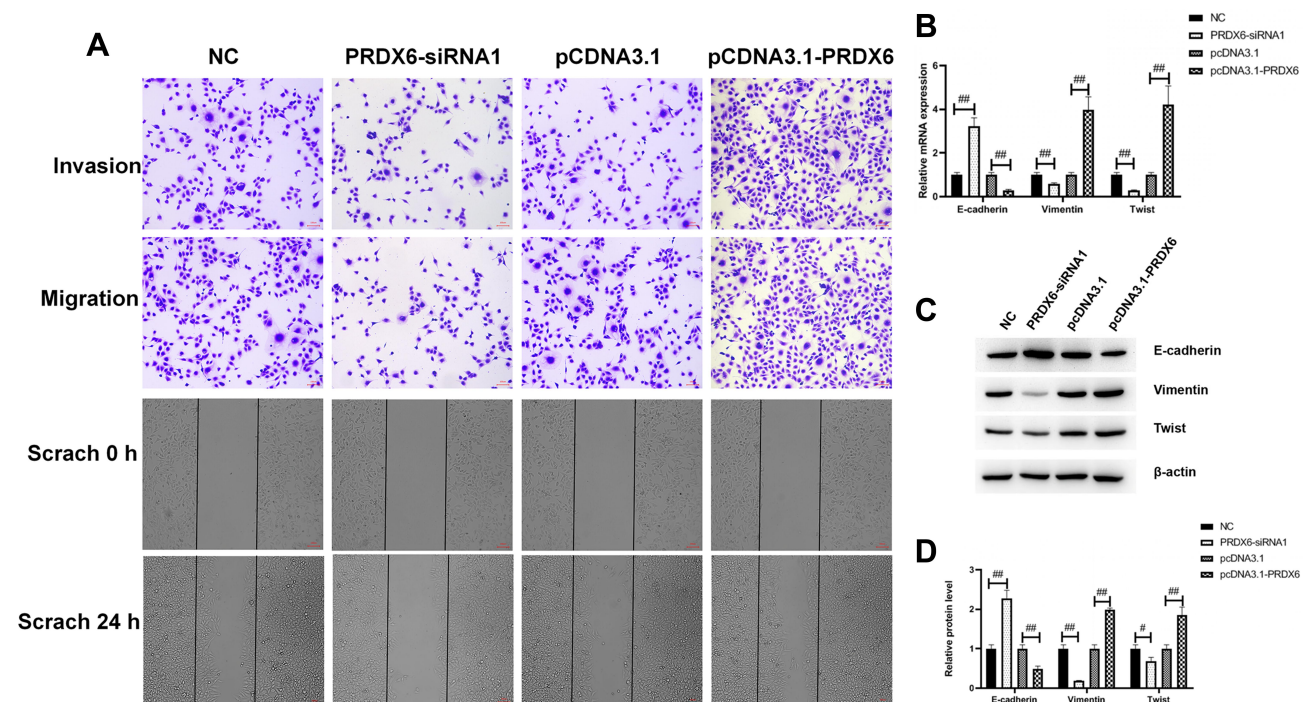 A
NC
PRDX6-siRNA1
pCDNA3.1
pCDNA3.1-PRDX6
Invasion
Migration
Scrach 0 h
Scrach 24 h
B
NC
PRDX6-siRNA1
pcDNA3.1
pcDNA3.1-PRDX6
Relative mRNA expression
6
4
2
0
##
##
##
##
##
##
E-cadherin
Vimentin
Twist
C
NC
PRDX6-siRNA1
pcDNA3.1
pcDNA3.1-PRDX6
E-cadherin
Vimentin
Twist
β-actin
D
NC
PRDX6-siRNA1
pcDNA3.1
pcDNA3.1-PRDX6
Relative protein level
3
2
1
0
##
##
##
##
#
##
E-cadherin
Vimentin
Twist